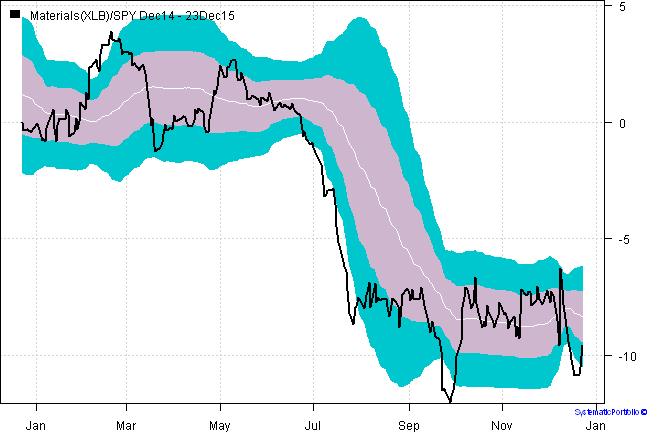 Materials(XLB)/SPY Dec14 - 23Dec15
5
0
-5
-10
Jan Mar May Jul Sep Nov Jan
SystematicPortfolio ©